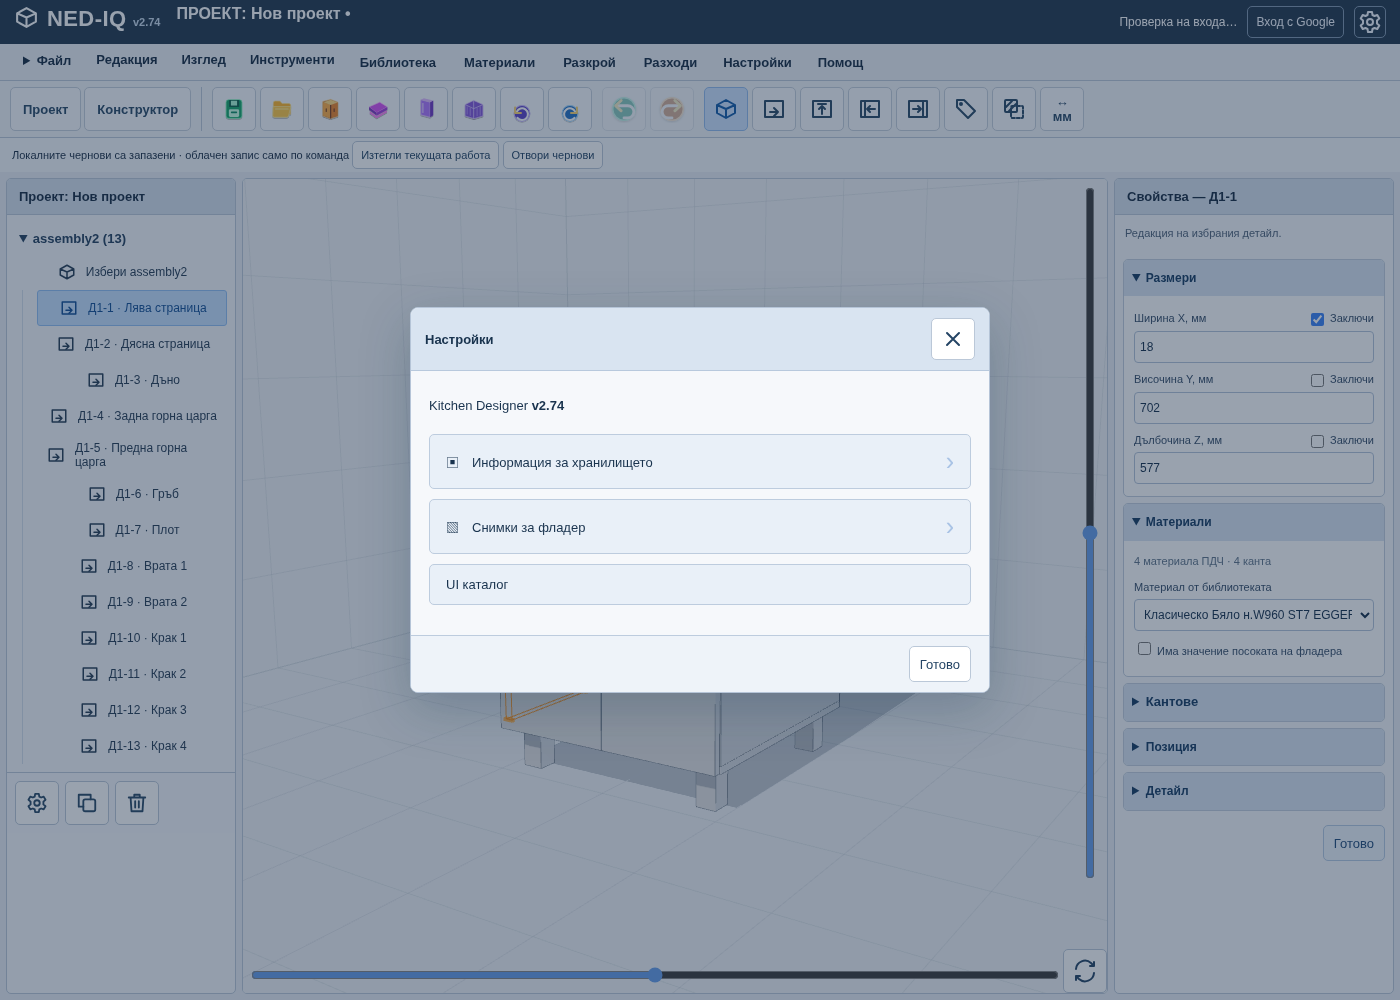 NED-IQ v2.74
ПРОЕКТ: Нов проект •
Проверка на входа…
Вход с Google
Файл
Редакция
Изглед
Инструменти
Библиотека
Материали
Разкрой
Разходи
Настройки
Помощ
Проект
Конструктор
↔
мм
Локалните чернови са запазени · облачен запис само по команда
Изтегли текущата работа
Отвори чернови
Проект: Нов проект
assembly2 (13)
Избери assembly2
Д1-1 · Лява страница
Д1-2 · Дясна страница
Д1-3 · Дъно
Д1-4 · Задна горна царга
Д1-5 · Предна горна
царга
Д1-6 · Гръб
Д1-7 · Плот
Д1-8 · Врата 1
Д1-9 · Врата 2
Д1-10 · Крак 1
Д1-11 · Крак 2
Д1-12 · Крак 3
Д1-13 · Крак 4
Настройки
Kitchen Designer v2.74
Информация за хранилището
Снимки за фладер
UI каталог
Готово
Свойства — Д1-1
Редакция на избрания детайл.
Размери
Ширина X, мм
Заключи
18
Височина Y, мм
Заключи
702
Дълбочина Z, мм
Заключи
577
Материали
4 материала ПДЧ · 4 канта
Материал от библиотеката
Класическо Бяло н.W960 ST7 EGGER
Има значение посоката на фладера
Кантове
Позиция
Детайл
Готово